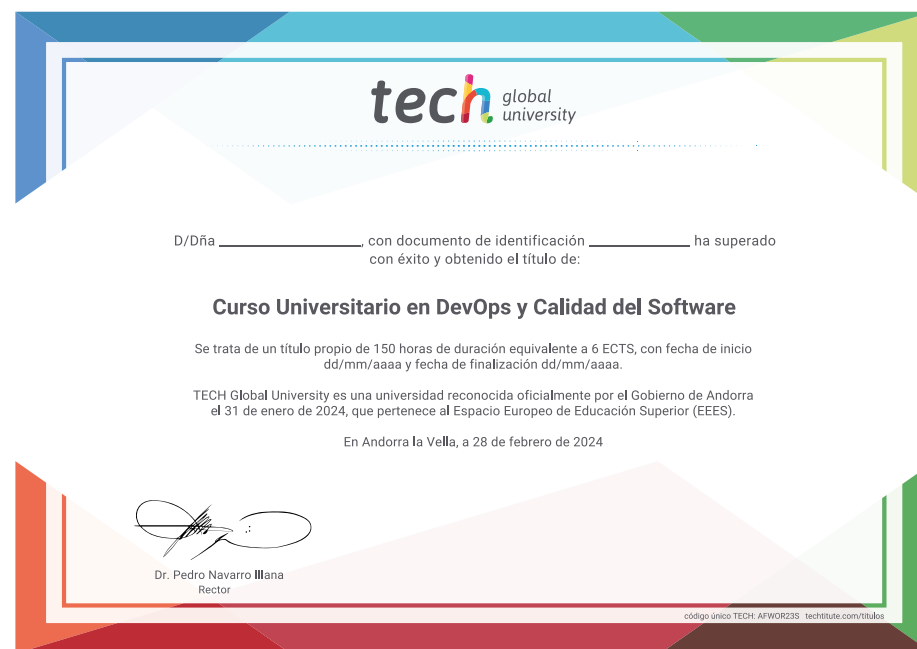 tech global university
D/Dña ______________________, con documento de identificación ________________ ha superado
con éxito y obtenido el título de:
Curso Universitario en DevOps y Calidad del Software
Se trata de un título propio de 150 horas de duración equivalente a 6 ECTS, con fecha de inicio
dd/mm/aaaa y fecha de finalización dd/mm/aaaa.
TECH Global University es una universidad reconocida oficialmente por el Gobierno de Andorra
el 31 de enero de 2024, que pertenece al Espacio Europeo de Educación Superior (EEES).
En Andorra la Vella, a 28 de febrero de 2024
Dr. Pedro Navarro Illana
Rector
código único TECH: AFWOR23S techtitute.com/titulos